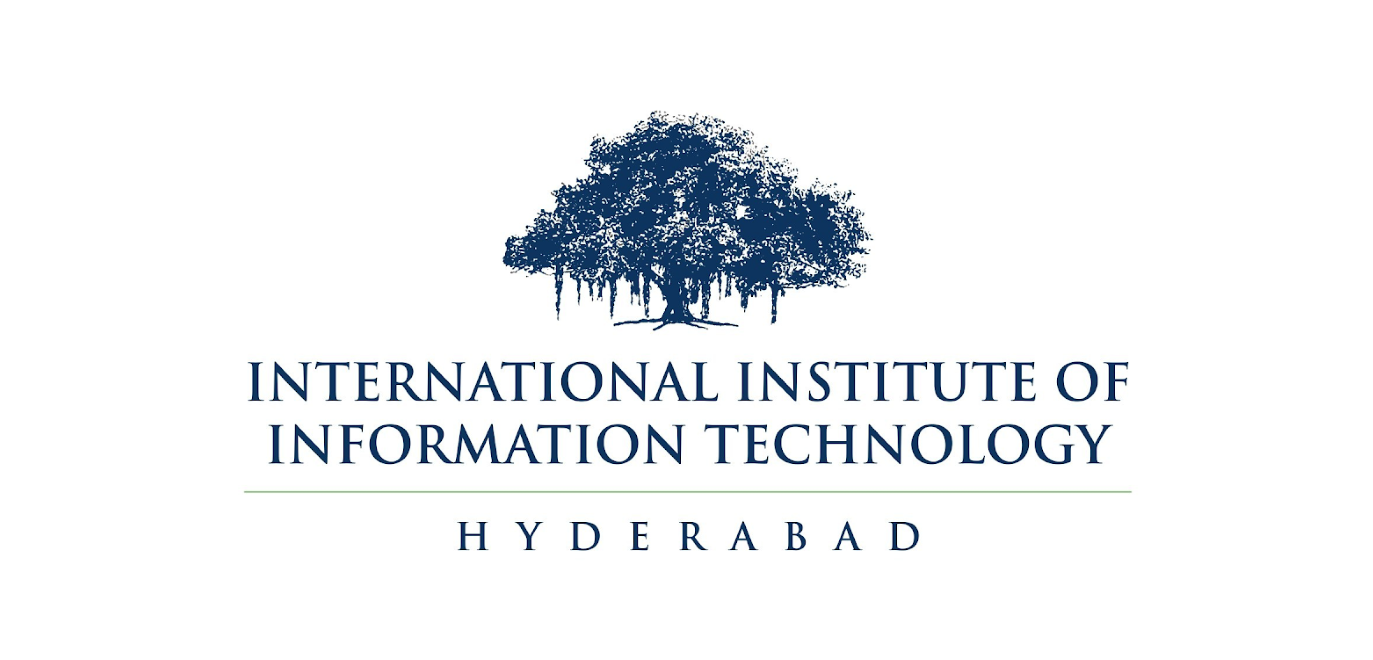 INTERNATIONAL INSTITUTE OF
INFORMATION TECHNOLOGY
HYDERABAD